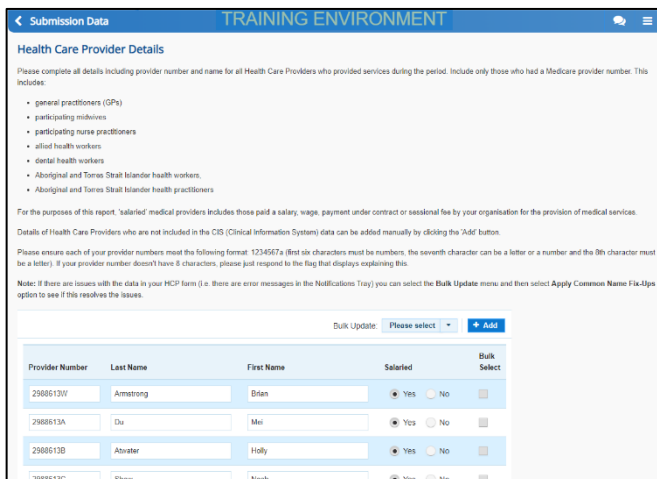 Submission Data
TRAINING ENVIRONMENT
Health Care Provider Details
Please complete all details including provider number and name for all Health Care Providers who provided services during the period. Include only those who had a Medicare provider number. This
includes:
• general practitioners (GPs)
• participating midwives
• participating nurse practitioners
• allied health workers
• dental health workers
• Aboriginal and Torres Strait Islander health workers,
• Aboriginal and Torres Strait Islander health practitioners
For the purposes of this report, 'salaried' medical providers includes those paid a salary, wage, payment under contract or sessional fee by your organisation for the provision of medical services.
Details of Health Care Providers who are not included in the CIS (Clinical Information System) data can be added manually by clicking the 'Add' button.
Please ensure each of your provider numbers meet the following format: 1234567a (first six characters must be numbers, the seventh character can be a letter or a number and the 8th character must
be a letter). If your provider number doesn't have 8 characters, please just respond to the flag that displays explaining this.
Note: If there are issues with the data in your HCP form (i.e. there are error messages in the Notifications Tray) you can select the Bulk Update menu and then select Apply Common Name Fix-Ups
option to see if this resolves the issues.
Bulk Update: Please select + Add
Provider Number Last Name First Name Salaried Bulk Select
2988613W Armstrong Brian Yes No
2988613A Du Mei Yes No
2988613B Atwater Holly Yes No
2988613C Noah Yes No